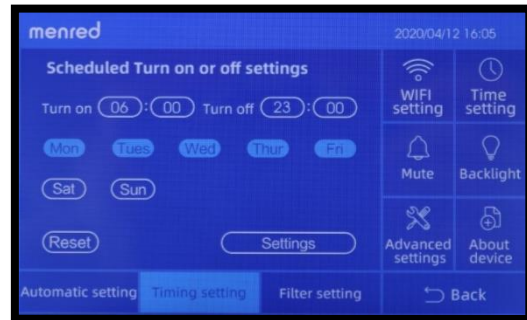 menred
2020/04/12 16:05
Scheduled Turn on or off settings
Turn on 06 : 00 Turn off 23 : 00
Mon Tues Wed Thur Fri
Sat Sun
Reset Settings
WIFI setting
Time setting
Mute
Backlight
Advanced settings
About device
Automatic setting Timing setting Filter setting
Back